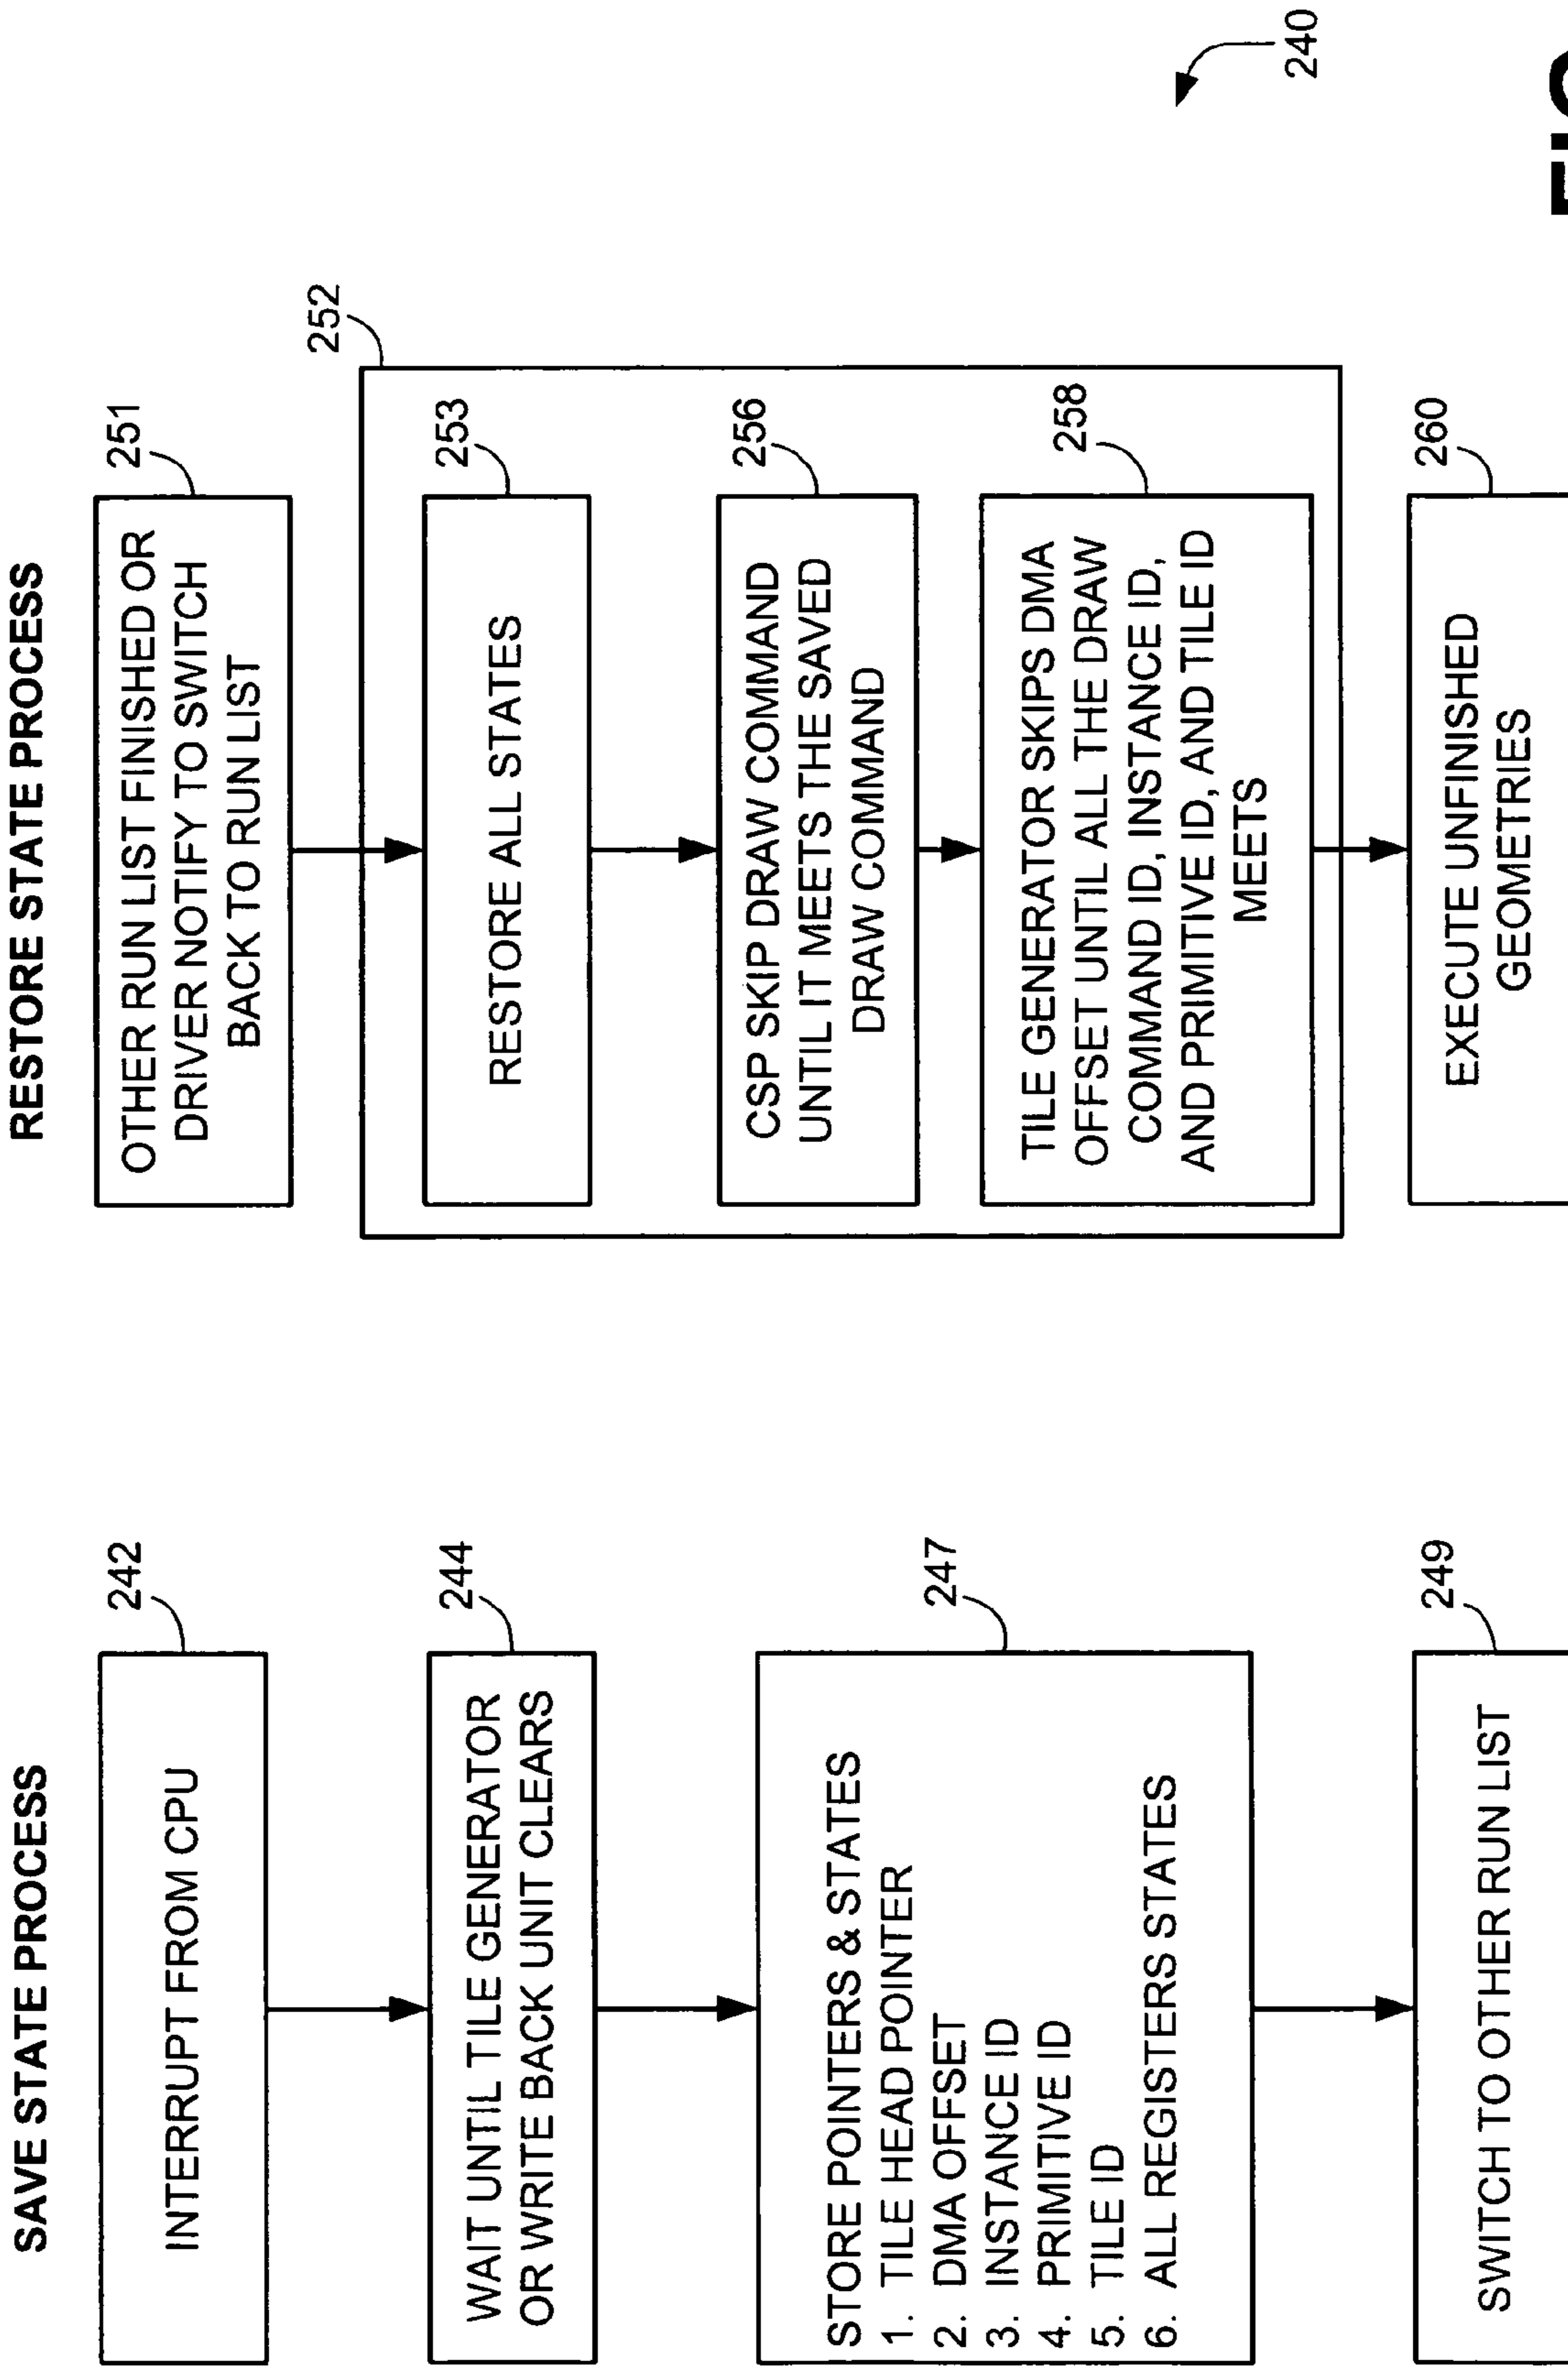 SAVE STATE PROCESS
242
INTERRUPT FROM CPU
244
WAIT UNTIL TILE GENERATOR
OR WRITE BACK UNIT CLEARS
247
STORE POINTERS & STATES
1. TILE HEAD POINTER
2. DMA OFFSET
3. INSTANCE ID
4. PRIMITIVE ID
5. TILE ID
6. ALL REGISTERS STATES
249
SWITCH TO OTHER RUN LIST
RESTORE STATE PROCESS
251
OTHER RUN LIST FINISHED OR
DRIVER NOTIFY TO SWITCH
BACK TO RUN LIST
252
253
RESTORE ALL STATES
256
CSP SKIP DRAW COMMAND
UNTIL IT MEETS THE SAVED
DRAW COMMAND
258
TILE GENERATOR SKIPS DMA
OFFSET UNTIL ALL THE DRAW
COMMAND ID, INSTANCE ID,
AND PRIMITIVE ID, AND TILE ID
MEETS
260
EXECUTE UNFINISHED
GEOMETRIES
240